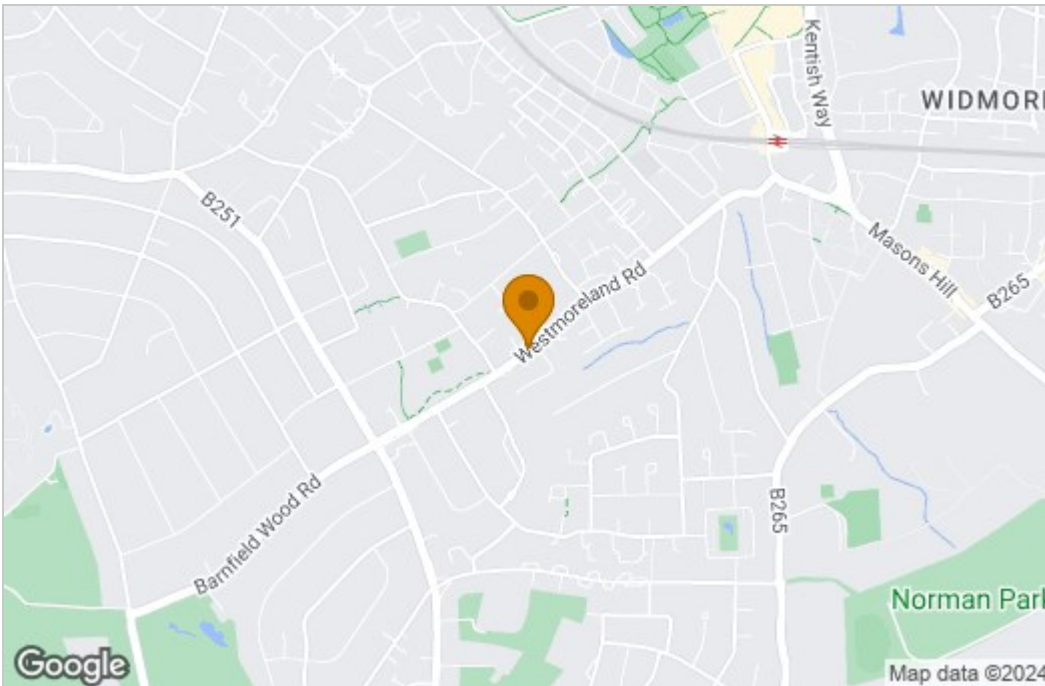 Kentish Way
WIDMORE
B251
Masons Hill
B265
Westmoreland Rd
Barnfield Wood Rd
B265
Norman Park
Google
Map data ©2024